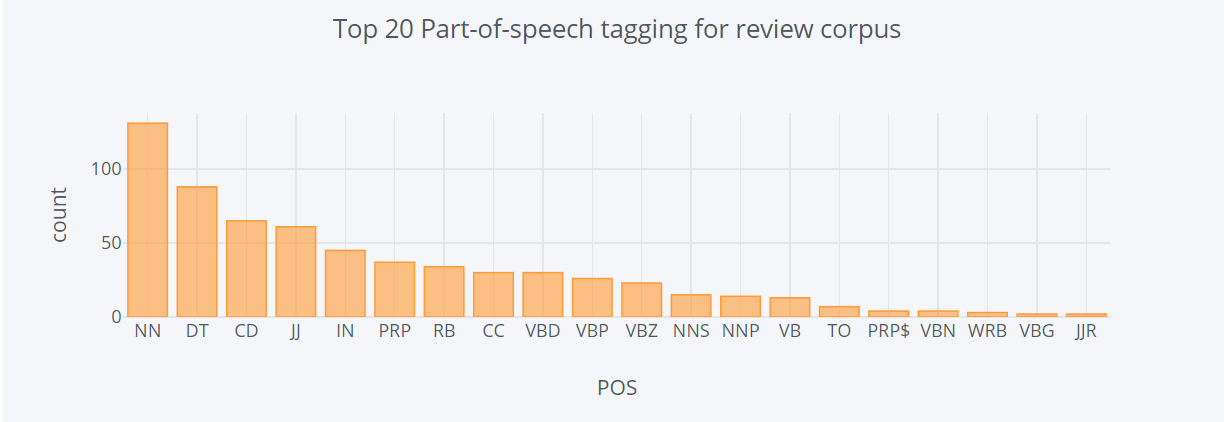 Top 20 Part-of-speech tagging for review corpus
100
50
0
count
NN DT CD JJ IN PRP RB CC VBD VBP VBZ NNS NNP VB TO PRP$ VBN WRB VBG JJR
POS